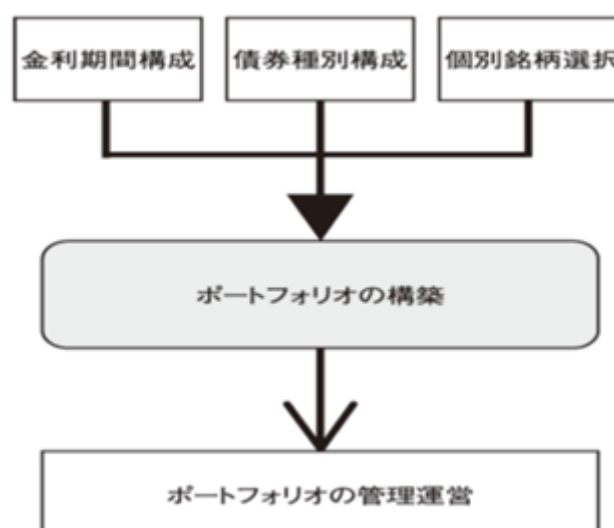 金利期間構成
債券種別構成
個別銘柄選択
ポートフォリオの構築
ポートフォリオの管理運営